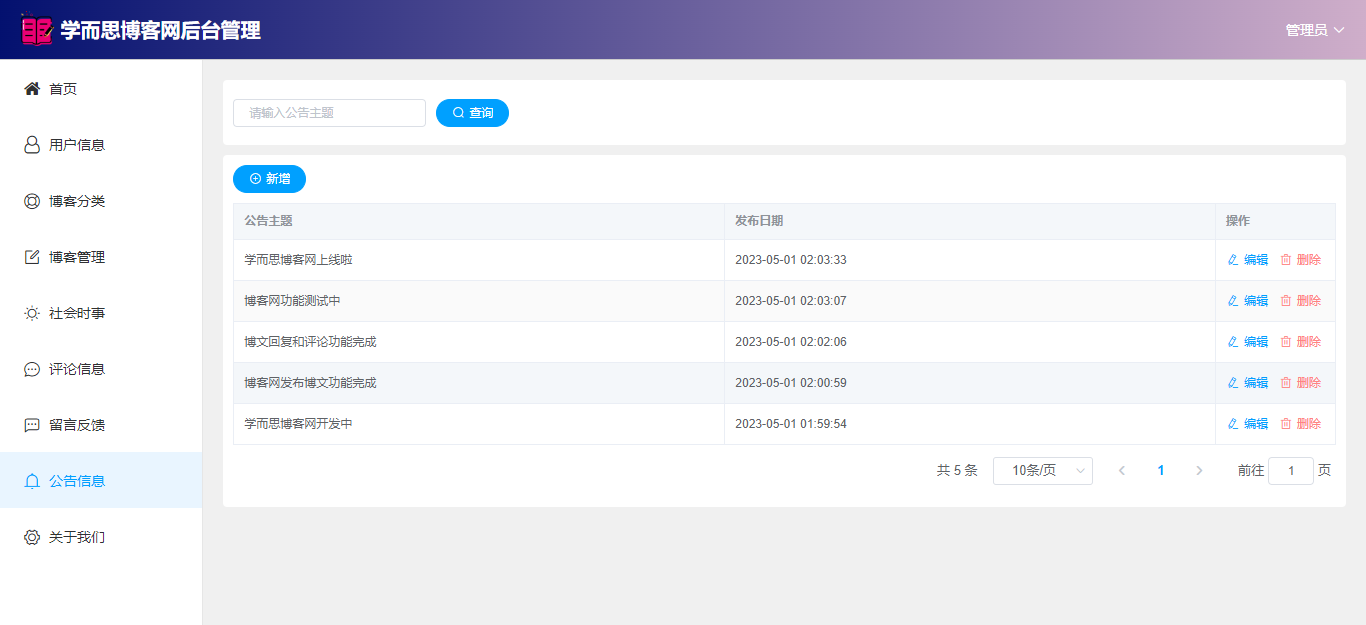 学而思博客网后台管理
管理员
首页
用户信息
博客分类
博客管理
社会时事
评论信息
留言反馈
公告信息
关于我们
请输入公告主题 查询
新增
公告主题 发布日期 操作
学而思博客网上线啦 2023-05-01 02:03:33 编辑 删除
博客网功能测试中 2023-05-01 02:03:07 编辑 删除
博文回复和评论功能完成 2023-05-01 02:02:06 编辑 删除
博客网发布博文功能完成 2023-05-01 02:00:59 编辑 删除
学而思博客网开发中 2023-05-01 01:59:54 编辑 删除
共 5 条 10条/页 1 前往 1 页